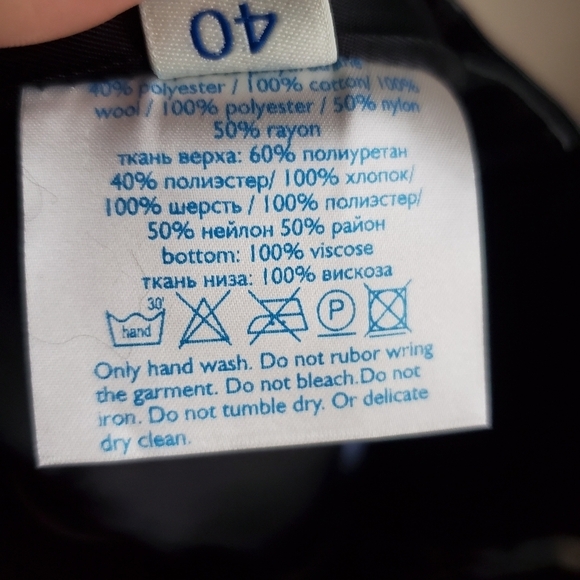 40
40% polyester / 100% cotton/ 100%
wool / 100% polyester / 50% nylon
50% rayon
ткань верха: 60% полиуретан
40% полиэстер/ 100% хлопок/
100% шерсть / 100% полиэстер/
50% нейлон 50% район
bottom: 100% viscose
ткань низа: 100% вискоза
30°
hand
P
Only hand wash. Do not rubor wring
the garment. Do not bleach.Do not
iron. Do not tumble dry. Or delicate
dry clean.